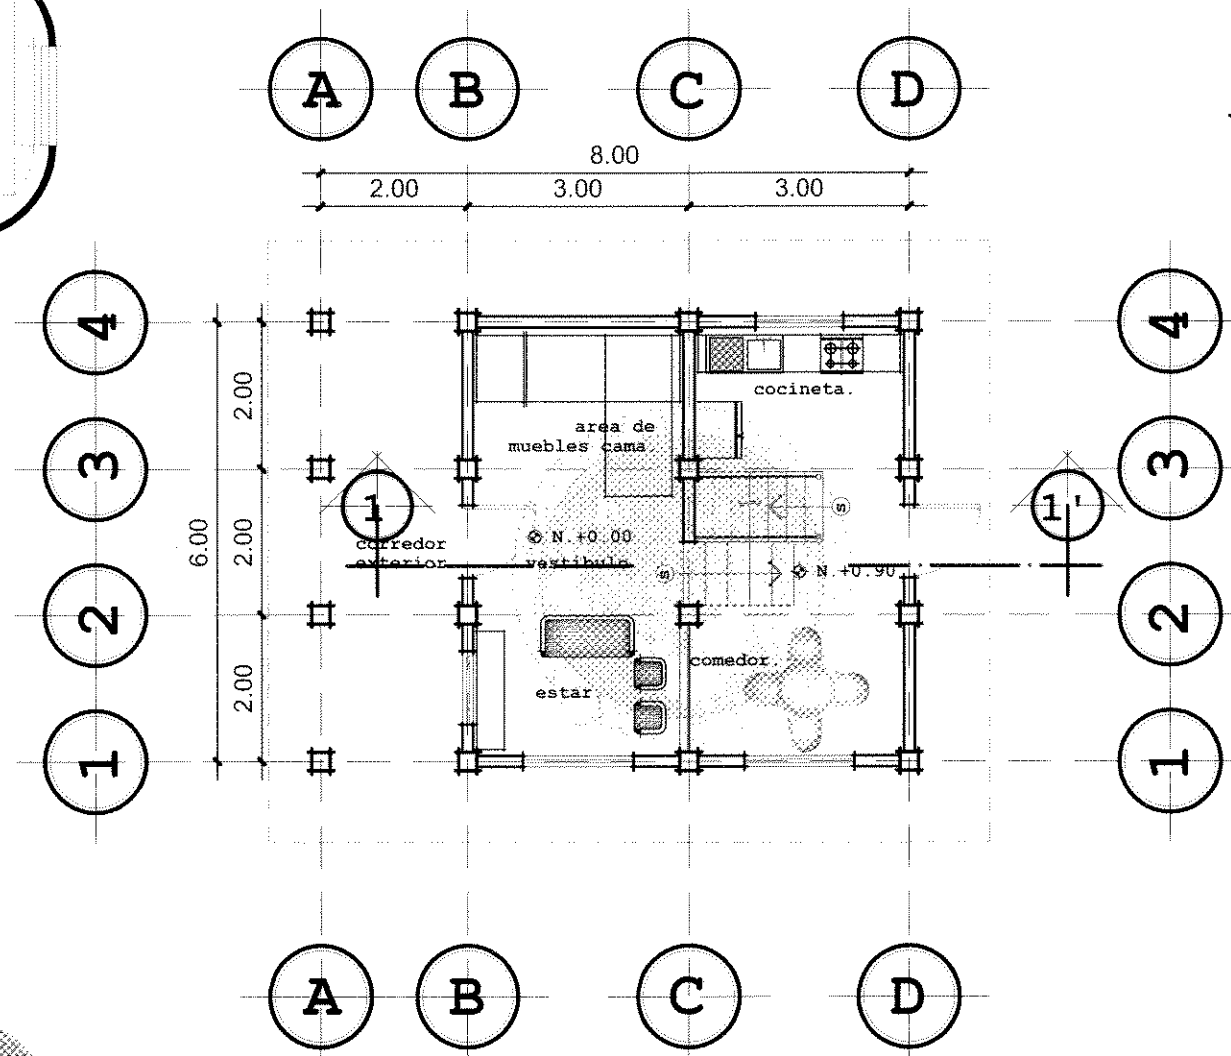 A B C D
8.00
2.00 3.00 3.00
4 4
cocineta.
2.00
area de
muebles cama.
3 3
1 1'
s
6.00
2.00
corredor
exterior
N.+0.00
vestibulo
s
N.+0.90
2 2
2.00
comedor.
estar
1 1
A B C D